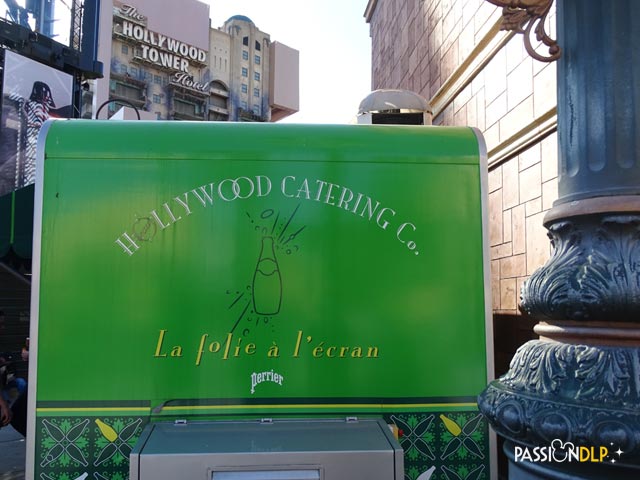 The
HOLLYWOOD
TOWER
Hotel
HOLLYWOOD CATERING Co.
La folie à l'écran
perrier
PASSIONDLP